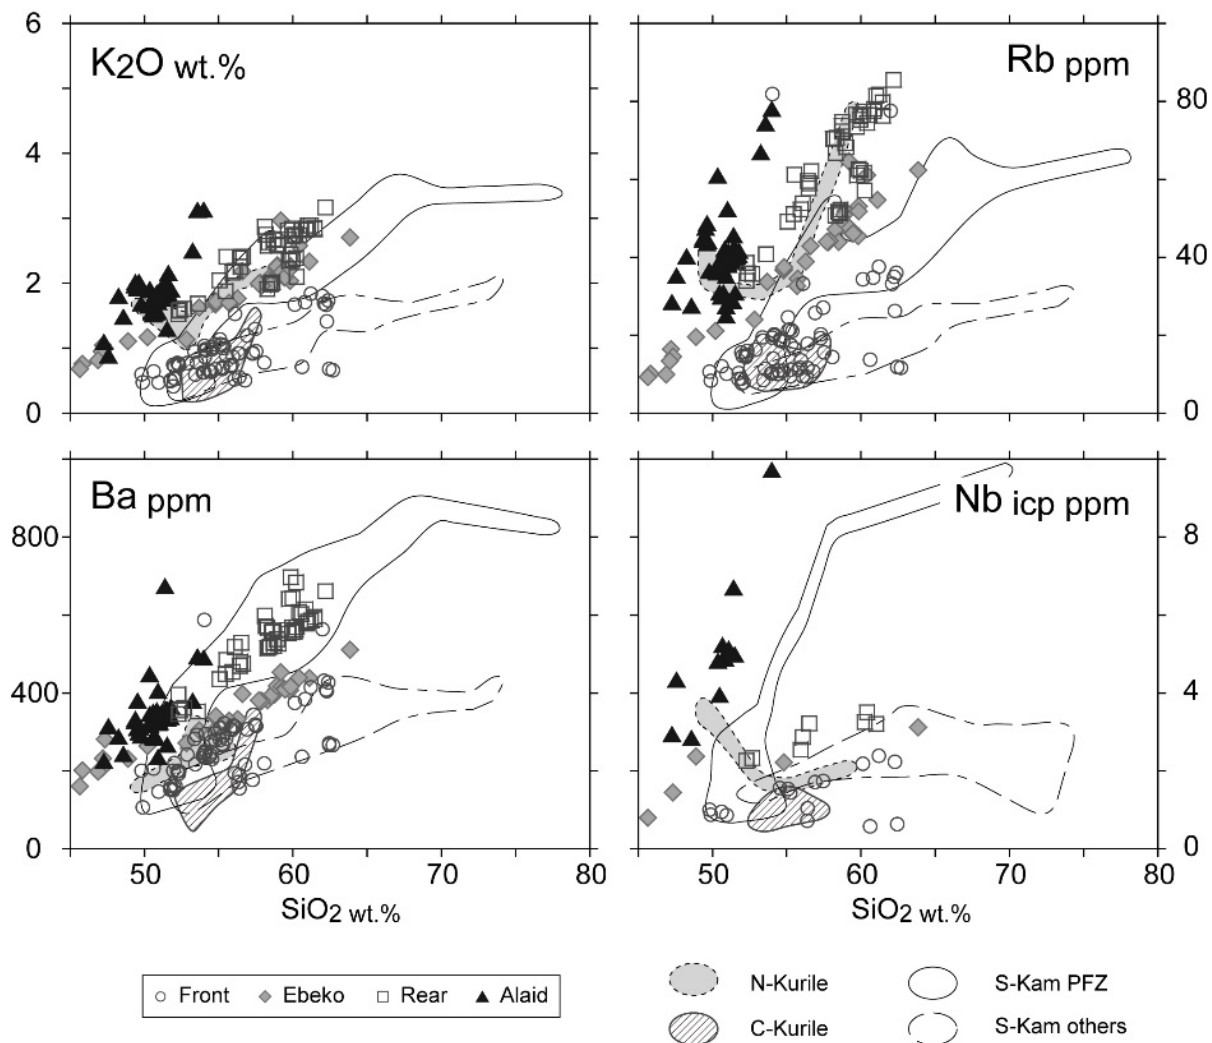 6
4
2
0
K2O wt.%
Rb ppm
80
40
0
800
400
0
Ba ppm
Nb icp ppm
8
4
0
50 60 70 80
50 60 70 80
SiO2 wt.%
SiO2 wt.%
Front Ebeko Rear Alaid
N-Kurile
S-Kam PFZ
C-Kurile
S-Kam others